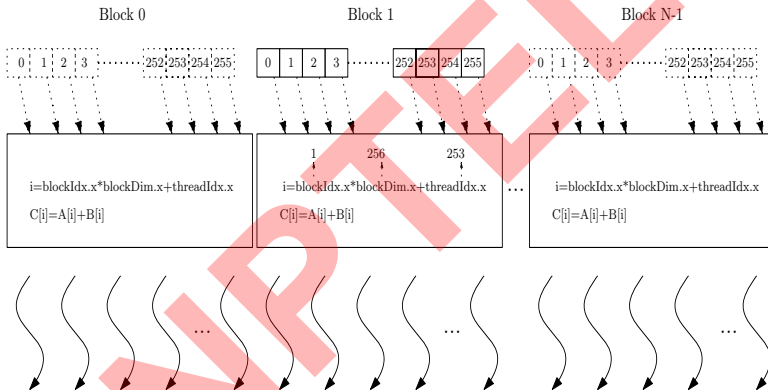 Block 0
Block 1
Block N-1
0 1 2 3 ········ 252 253 254 255
0 1 2 3 ········ 252 253 254 255
0 1 2 3 ········ 252 253 254 255
1 256 253
i=blockIdx.x*blockDim.x+threadIdx.x
C[i]=A[i]+B[i]
i=blockIdx.x*blockDim.x+threadIdx.x
C[i]=A[i]+B[i]
...
i=blockIdx.x*blockDim.x+threadIdx.x
C[i]=A[i]+B[i]
... ... ...
NPTEL